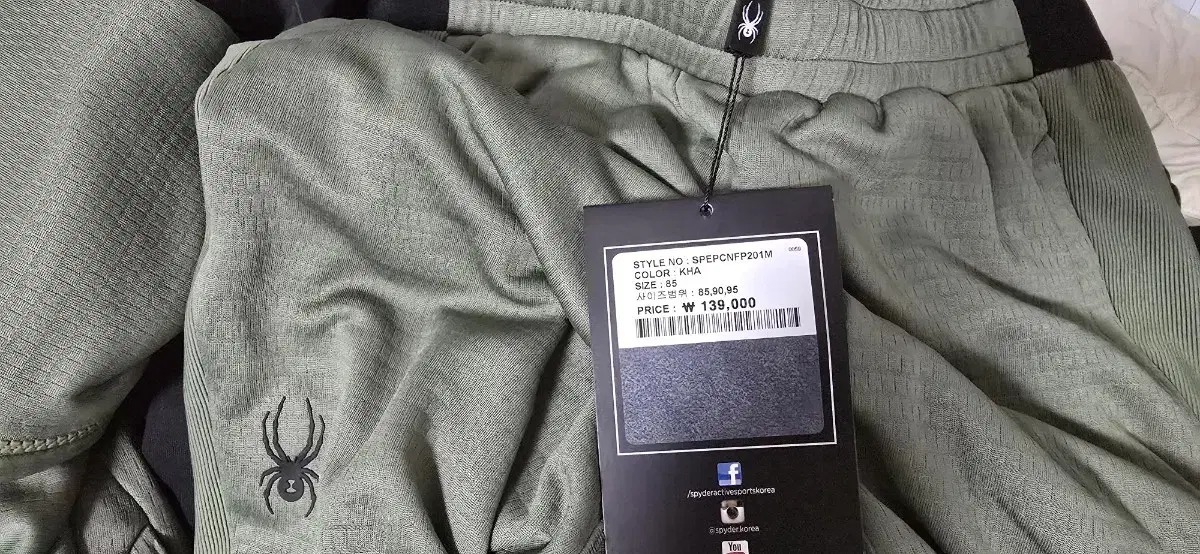 STYLE NO : SPEPCNFP201M
COLOR : KHA
SIZE : 85
사이즈범위 : 85,90,95
PRICE : ₩ 139,000
/spyderactivesportskorea
@spyder.korea
You